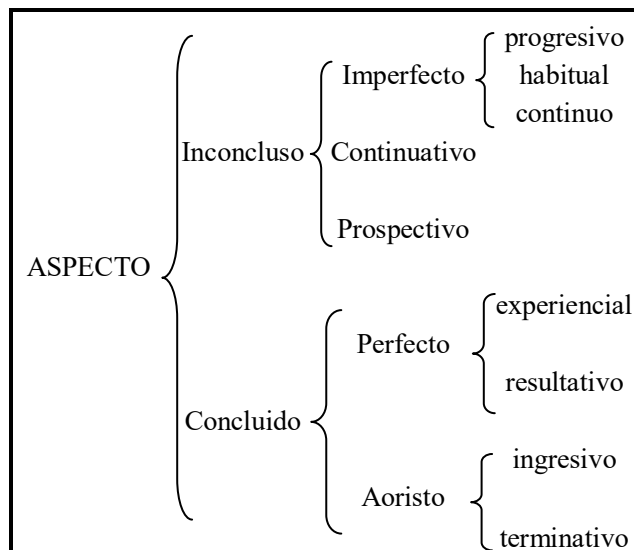 ASPECTO
Inconcluso
Imperfecto
progresivo
habitual
continuo
Continuativo
Prospectivo
Concluido
Perfecto
experiencial
resultativo
Aoristo
ingresivo
terminativo